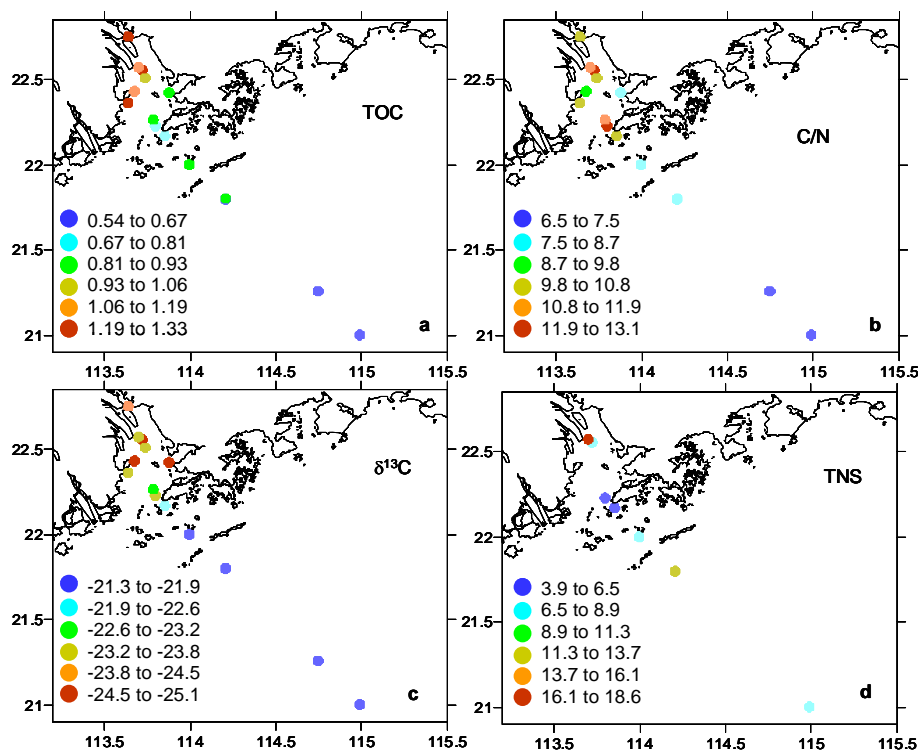 22.5
TOC
22
0.54 to 0.67
0.67 to 0.81
0.81 to 0.93
21.5
0.93 to 1.06
1.06 to 1.19
1.19 to 1.33
a
21
113.5 114 114.5 115 115.5
22.5
C/N
22
6.5 to 7.5
7.5 to 8.7
8.7 to 9.8
21.5
9.8 to 10.8
10.8 to 11.9
11.9 to 13.1
b
21
113.5 114 114.5 115 115.5
22.5
δ¹³C
22
-21.3 to -21.9
-21.9 to -22.6
21.5
-22.6 to -23.2
-23.2 to -23.8
-23.8 to -24.5
-24.5 to -25.1
c
21
113.5 114 114.5 115 115.5
22.5
TNS
22
3.9 to 6.5
6.5 to 8.9
21.5
8.9 to 11.3
11.3 to 13.7
13.7 to 16.1
16.1 to 18.6
d
21
113.5 114 114.5 115 115.5